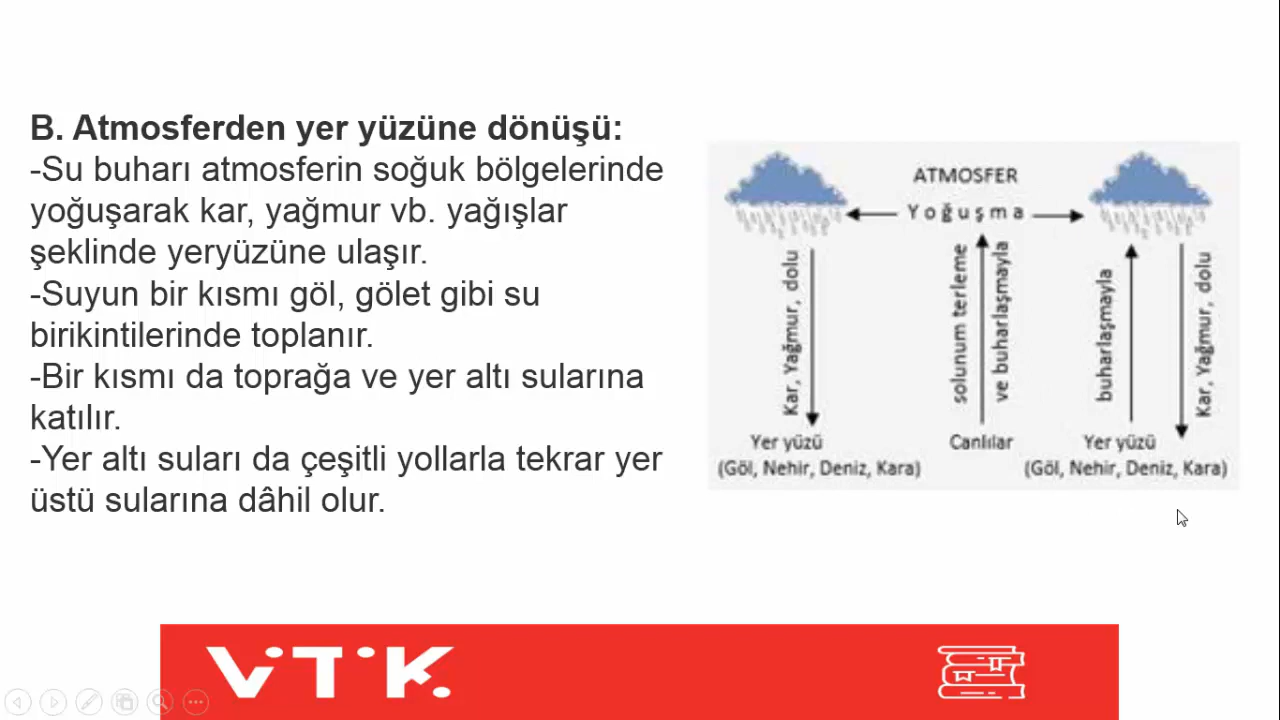 B. Atmosferden yer yüzüne dönüşü:
-Su buharı atmosferin soğuk bölgelerinde
yoğuşarak kar, yağmur vb. yağışlar
şeklinde yeryüzüne ulaşır.
-Suyun bir kısmı göl, gölet gibi su
birikintilerinde toplanır.
-Bir kısmı da toprağa ve yer altı sularına
katılır.
-Yer altı suları da çeşitli yollarla tekrar yer
üstü sularına dâhil olur.
ATMOSFER
Yoğuşma
Kar, Yağmur, dolu
solunum terleme
ve buharlaşmayla
buharlaşmayla
Kar, Yağmur, dolu
Yer yüzü
(Göl, Nehir, Deniz, Kara)
Canlılar
Yer yüzü
(Göl, Nehir, Deniz, Kara)
VİTİK